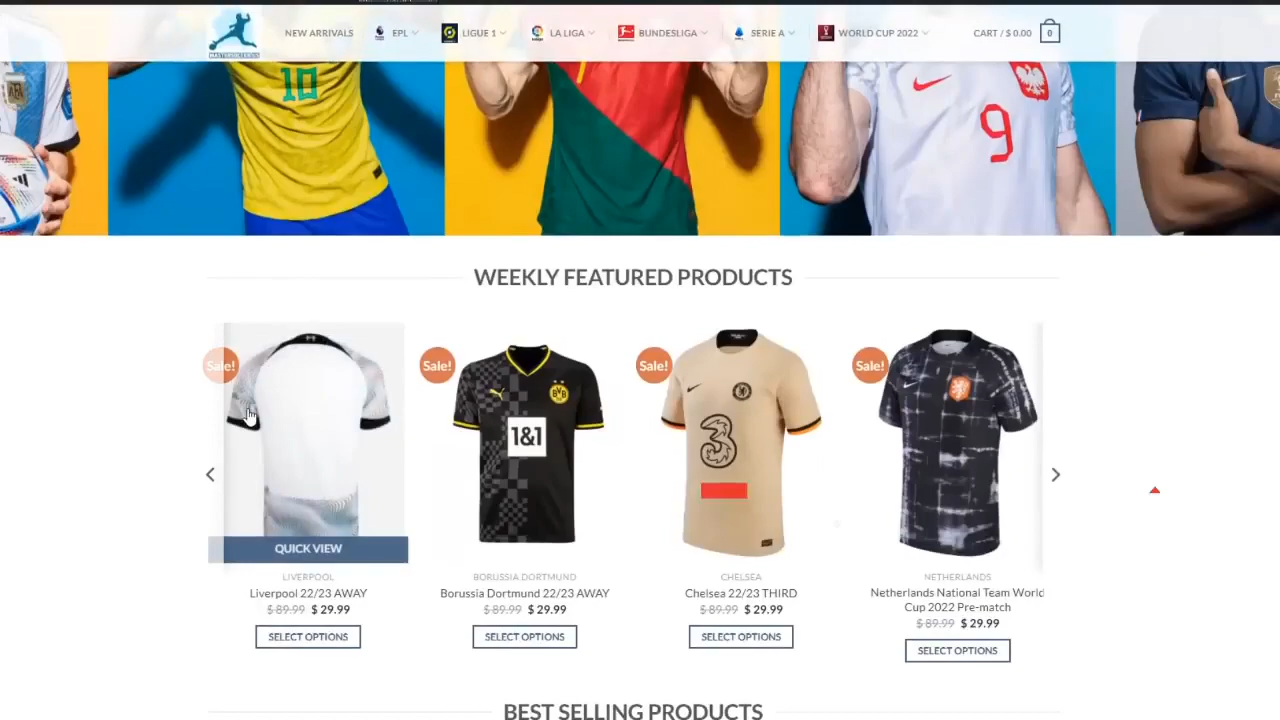 NEW ARRIVALS EPL LIGUE 1 LA LIGA BUNDESLIGA SERIE A WORLD CUP 2022 CART / $ 0.00 0
10
9
WEEKLY FEATURED PRODUCTS
Sale! Sale! Sale! Sale!
BVB
1&1
3
QUICK VIEW
LIVERPOOL
Liverpool 22/23 AWAY
$ 89.99 $ 29.99
SELECT OPTIONS
BORUSSIA DORTMUND
Borussia Dortmund 22/23 AWAY
$ 89.99 $ 29.99
SELECT OPTIONS
CHELSEA
Chelsea 22/23 THIRD
$ 89.99 $ 29.99
SELECT OPTIONS
NETHERLANDS
Netherlands National Team World
Cup 2022 Pre-match
$ 89.99 $ 29.99
SELECT OPTIONS
BEST SELLING PRODUCTS